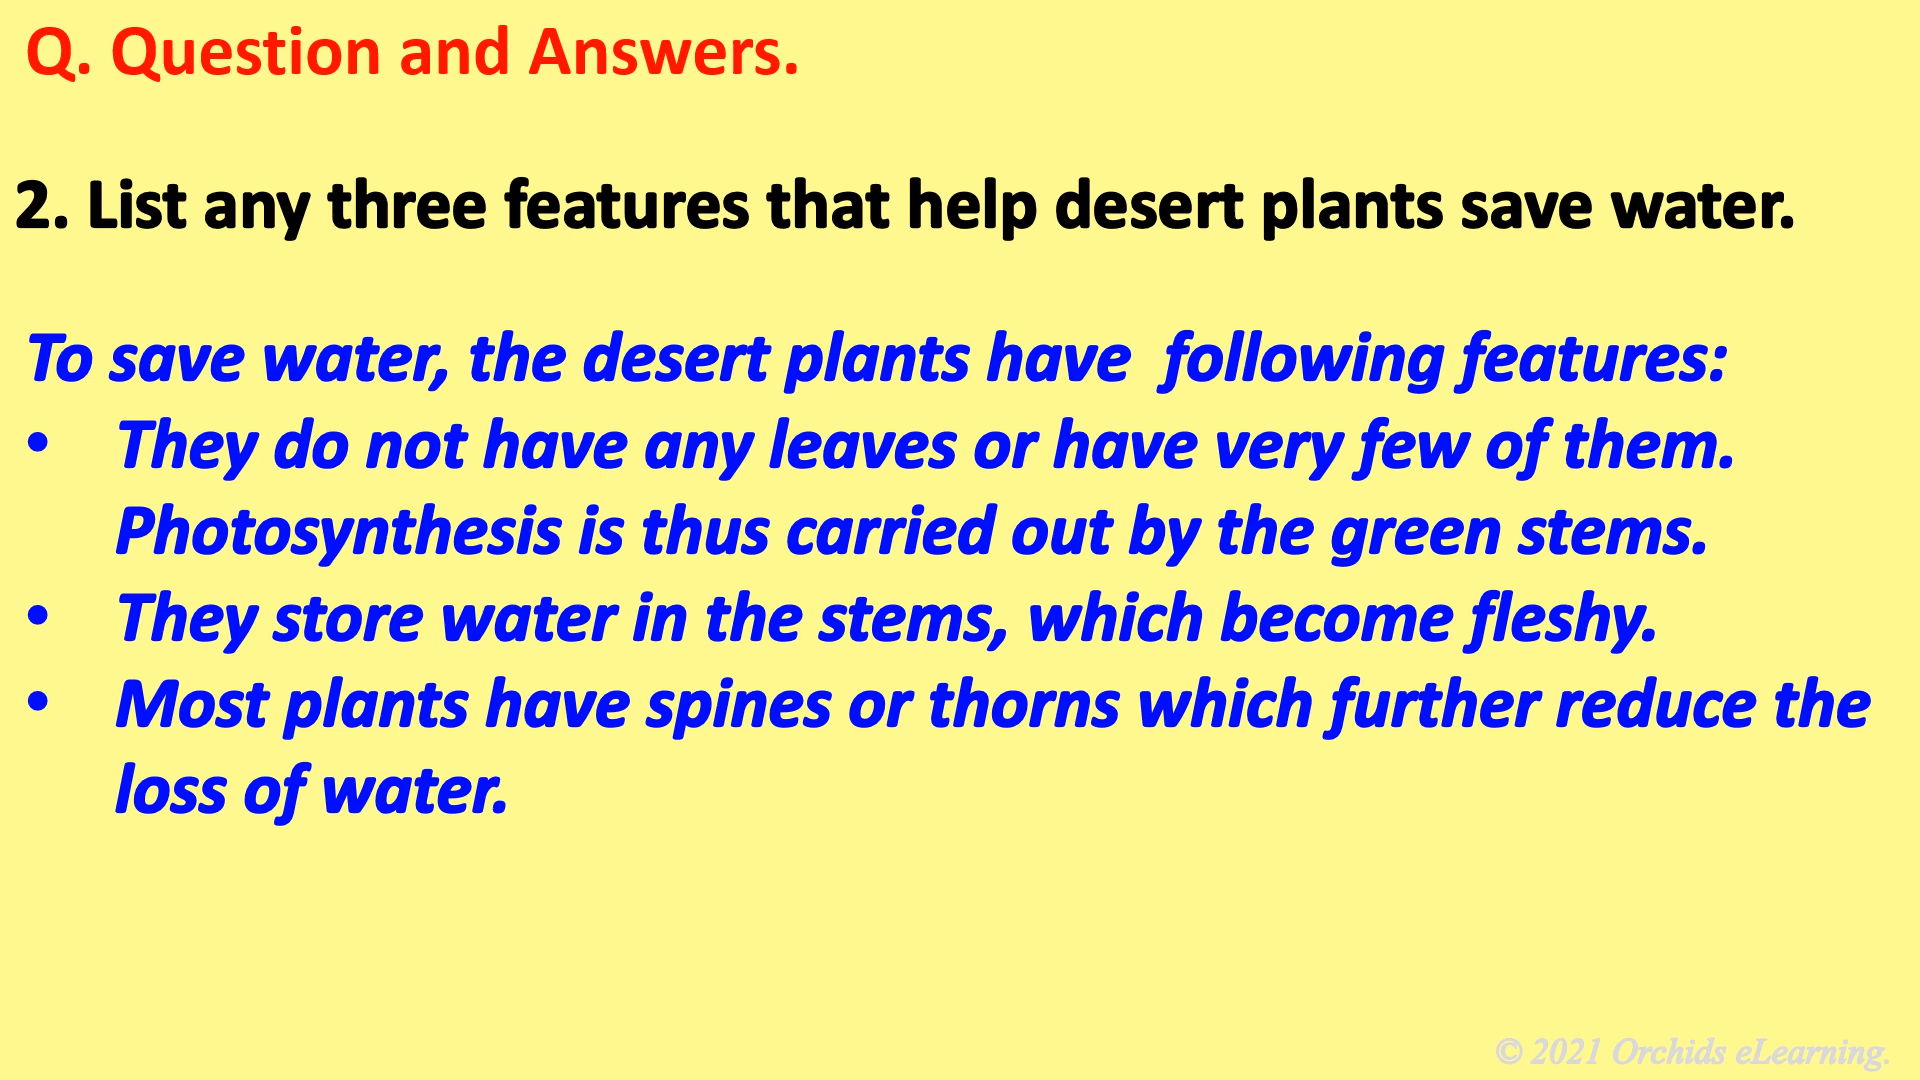 Q. Question and Answers.
2. List any three features that help desert plants save water.
To save water, the desert plants have  following features:
• They do not have any leaves or have very few of them.
Photosynthesis is thus carried out by the green stems.
• They store water in the stems, which become fleshy.
• Most plants have spines or thorns which further reduce the
loss of water.
© 2021 Orchids eLearning.